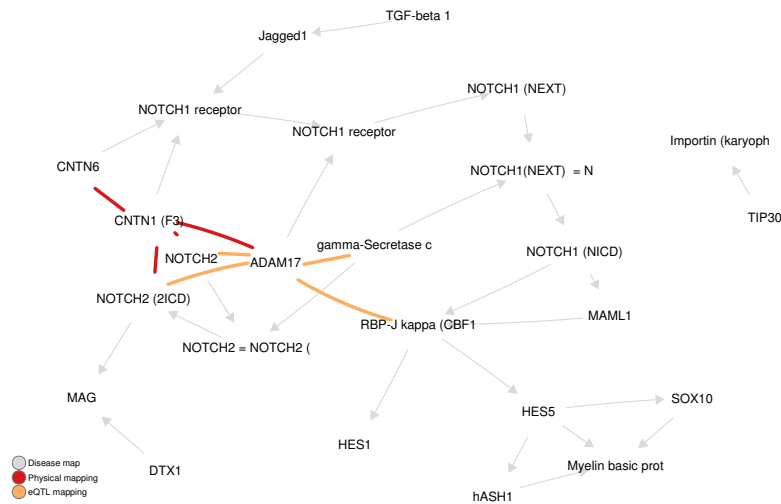 TGF-beta 1
Jagged1
NOTCH1 (NEXT)
NOTCH1 receptor
NOTCH1 receptor
Importin (karyoph
CNTN6
NOTCH1(NEXT)  = N
TIP30
CNTN1 (F3)
gamma-Secretase c
NOTCH1 (NICD)
NOTCH2
ADAM17
NOTCH2 (2ICD)
MAML1
RBP-J kappa (CBF1
NOTCH2 = NOTCH2 (
MAG
SOX10
HES5
HES1
Disease map
Myelin basic prot
DTX1
Physical mapping
eQTL mapping
hASH1